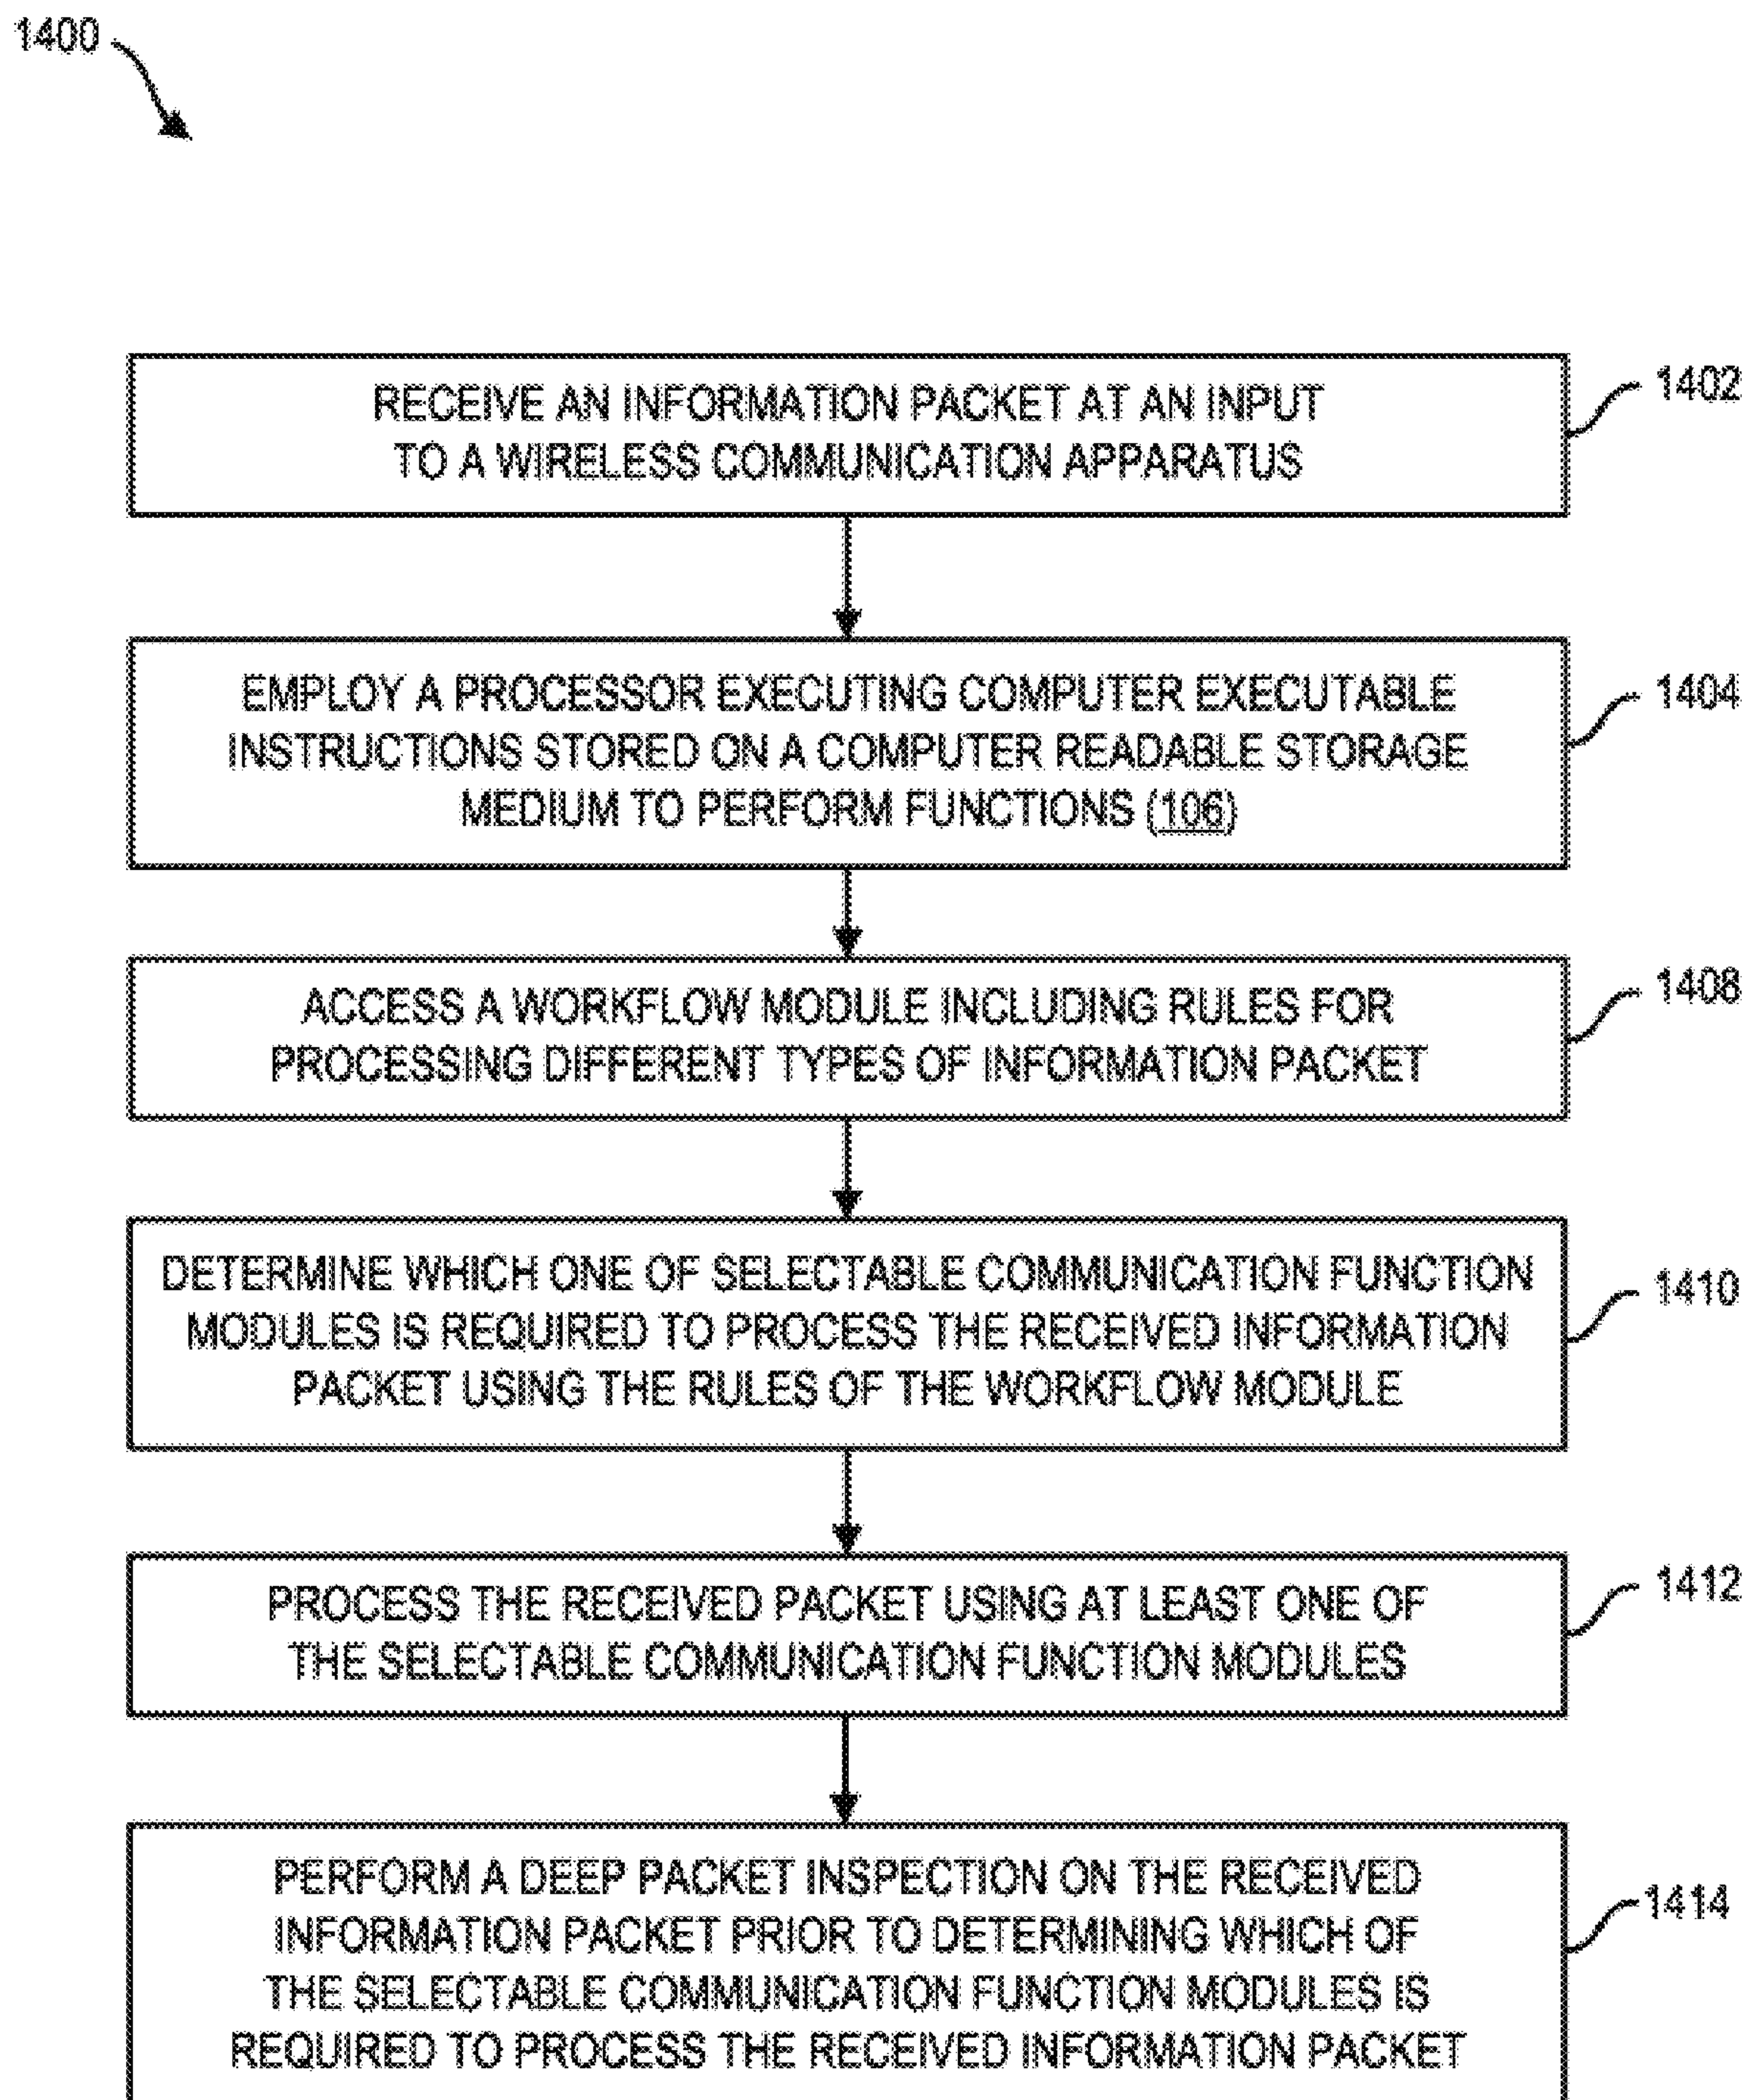 1400
RECEIVE AN INFORMATION PACKET AT AN INPUT
TO A WIRELESS COMMUNICATION APPARATUS
1402
EMPLOY A PROCESSOR EXECUTING COMPUTER EXECUTABLE
INSTRUCTIONS STORED ON A COMPUTER READABLE STORAGE
MEDIUM TO PERFORM FUNCTIONS (106)
1404
ACCESS A WORKFLOW MODULE INCLUDING RULES FOR
PROCESSING DIFFERENT TYPES OF INFORMATION PACKET
1408
DETERMINE WHICH ONE OF SELECTABLE COMMUNICATION FUNCTION
MODULES IS REQUIRED TO PROCESS THE RECEIVED INFORMATION
PACKET USING THE RULES OF THE WORKFLOW MODULE
1410
PROCESS THE RECEIVED PACKET USING AT LEAST ONE OF
THE SELECTABLE COMMUNICATION FUNCTION MODULES
1412
PERFORM A DEEP PACKET INSPECTION ON THE RECEIVED
INFORMATION PACKET PRIOR TO DETERMINING WHICH OF
THE SELECTABLE COMMUNICATION FUNCTION MODULES IS
REQUIRED TO PROCESS THE RECEIVED INFORMATION PACKET
1414